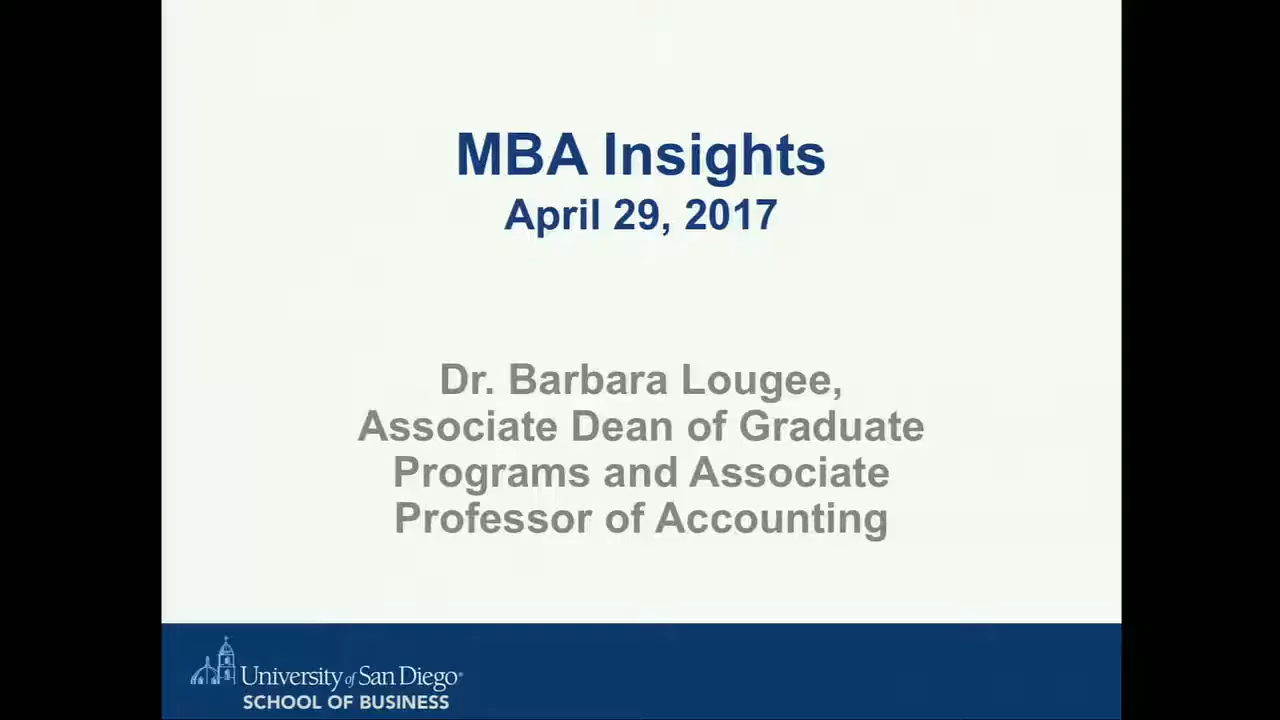 MBA Insights
April 29, 2017
Dr. Barbara Lougee,
Associate Dean of Graduate
Programs and Associate
Professor of Accounting
University of San Diego®
SCHOOL OF BUSINESS